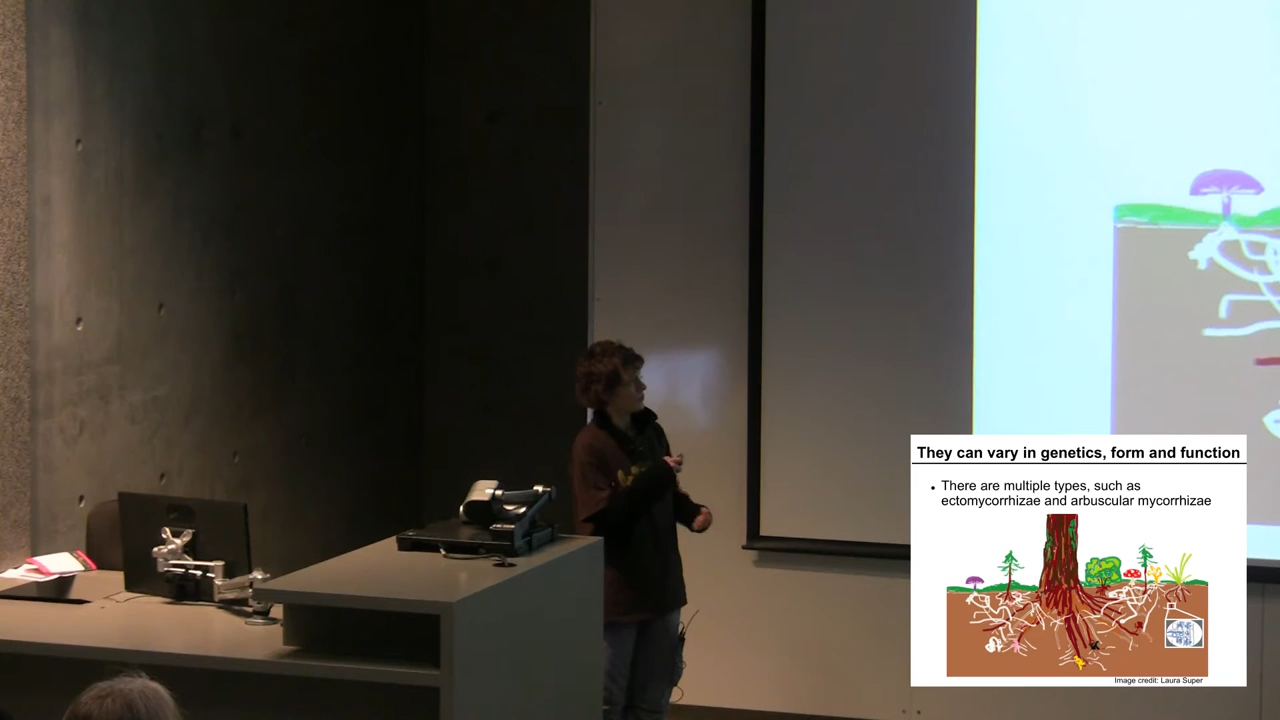 They can vary in genetics, form and function
• There are multiple types, such as
ectomycorrhizae and arbuscular mycorrhizae
Image credit: Laura Super